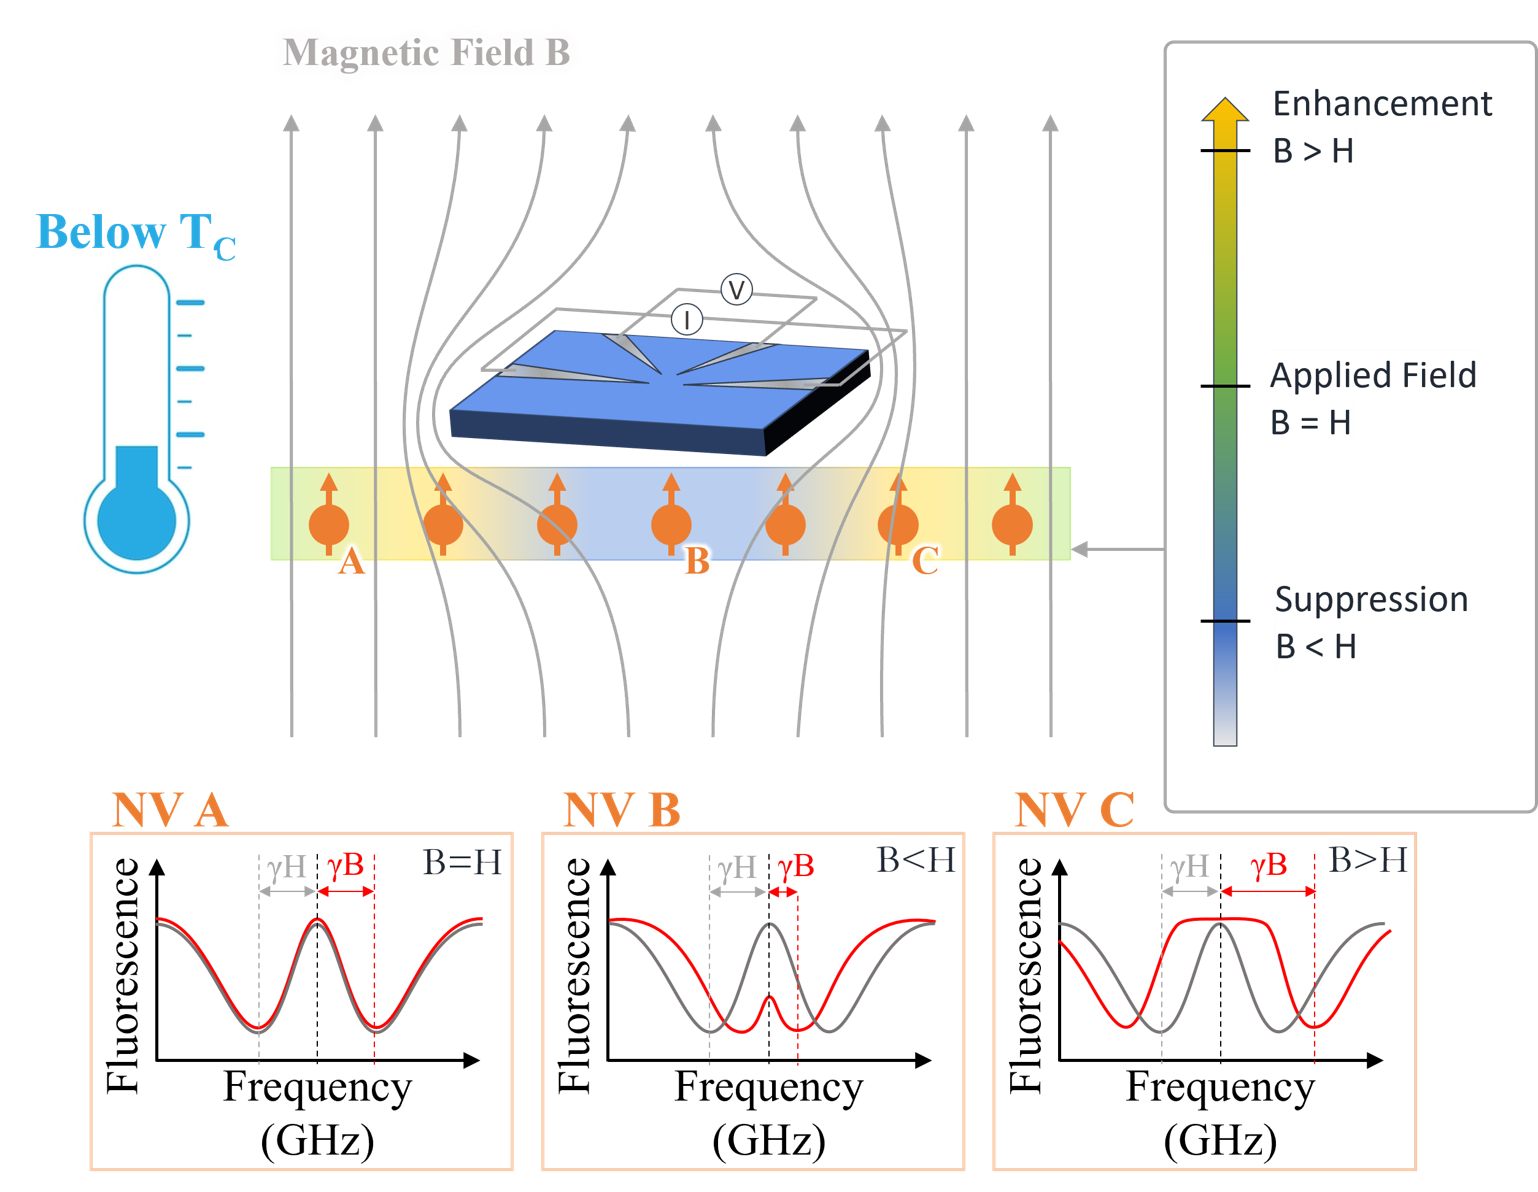 Magnetic Field B
Below T_C
V
I
A
B
C
Enhancement
B > H
Applied Field
B = H
Suppression
B < H
NV A
γH
γB
B=H
Fluorescence
Frequency
(GHz)
NV B
γH
γB
B<H
Fluorescence
Frequency
(GHz)
NV C
γH
γB
B>H
Fluorescence
Frequency
(GHz)